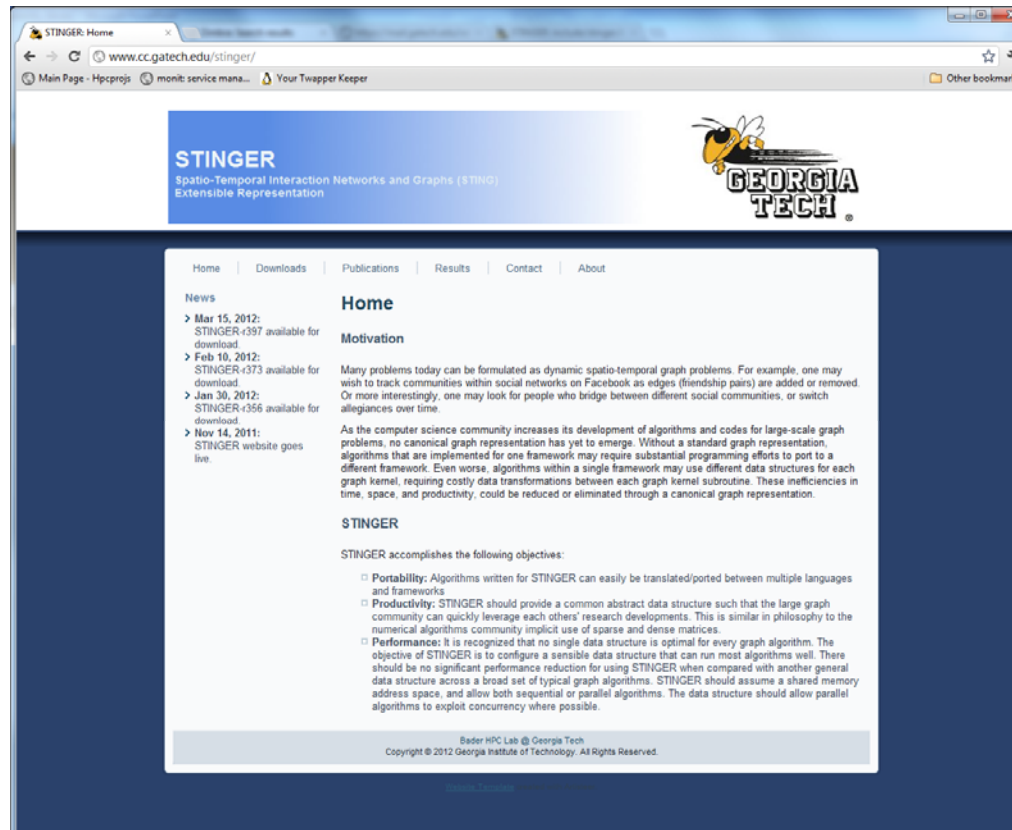 STINGER: Home
www.cc.gatech.edu/stinger/
Main Page - Hpcprojs
monit: service mana...
Your Twapper Keeper
Other bookmar
STINGER
Spatio-Temporal Interaction Networks and Graphs (STING)
Extensible Representation
GEORGIA
TECH
®
Home
Downloads
Publications
Results
Contact
About
News
Mar 15, 2012:
STINGER-r397 available for
download.
Feb 10, 2012:
STINGER-r373 available for
download.
Jan 30, 2012:
STINGER-r356 available for
download.
Nov 14, 2011:
STINGER website goes
live.
Home
Motivation
Many problems today can be formulated as dynamic spatio-temporal graph problems. For example, one may
wish to track communities within social networks on Facebook as edges (friendship pairs) are added or removed.
Or more interestingly, one may look for people who bridge between different social communities, or switch
allegiances over time.
As the computer science community increases its development of algorithms and codes for large-scale graph
problems, no canonical graph representation has yet to emerge. Without a standard graph representation,
algorithms that are implemented for one framework may require substantial programming efforts to port to a
different framework. Even worse, algorithms within a single framework may use different data structures for each
graph kernel, requiring costly data transformations between each graph kernel subroutine. These inefficiencies in
time, space, and productivity, could be reduced or eliminated through a canonical graph representation.
STINGER
STINGER accomplishes the following objectives:
Portability: Algorithms written for STINGER can easily be translated/ported between multiple languages
and frameworks
Productivity: STINGER should provide a common abstract data structure such that the large graph
community can quickly leverage each others' research developments. This is similar in philosophy to the
numerical algorithms community implicit use of sparse and dense matrices.
Performance: It is recognized that no single data structure is optimal for every graph algorithm. The
objective of STINGER is to configure a sensible data structure that can run most algorithms well. There
should be no significant performance reduction for using STINGER when compared with another general
data structure across a broad set of typical graph algorithms. STINGER should assume a shared memory
address space, and allow both sequential or parallel algorithms. The data structure should allow parallel
algorithms to exploit concurrency where possible.
Bader HPC Lab @ Georgia Tech
Copyright © 2012 Georgia Institute of Technology. All Rights Reserved.
Website Template